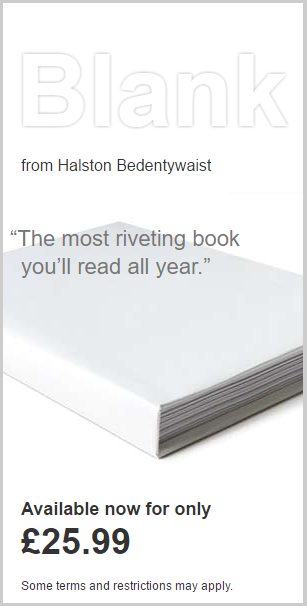 Blank
from Halston Bedentywaist
“The most riveting book
you’ll read all year.”
Available now for only
£25.99
Some terms and restrictions may apply.